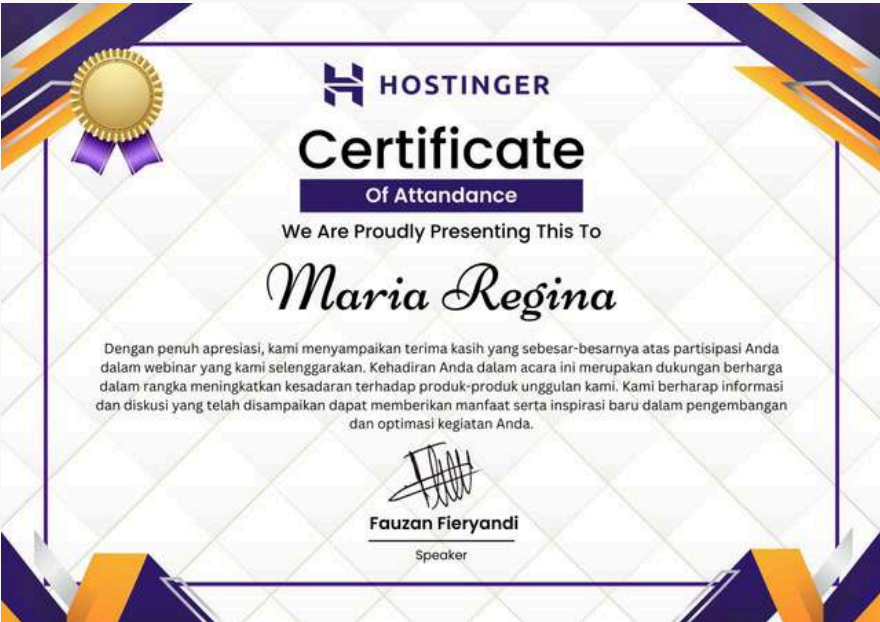 HOSTINGER
Certificate
Of Attandance
We Are Proudly Presenting This To
Maria Regina
Dengan penuh apresiasi, kami menyampaikan terima kasih yang sebesar-besarnya atas partisipasi Anda
dalam webinar yang kami selenggarakan. Kehadiran Anda dalam acara ini merupakan dukungan berharga
dalam rangka meningkatkan kesadaran terhadap produk-produk unggulan kami. Kami berharap informasi
dan diskusi yang telah disampaikan dapat memberikan manfaat serta inspirasi baru dalam pengembangan
dan optimasi kegiatan Anda.
Fauzan Fieryandi
Speaker